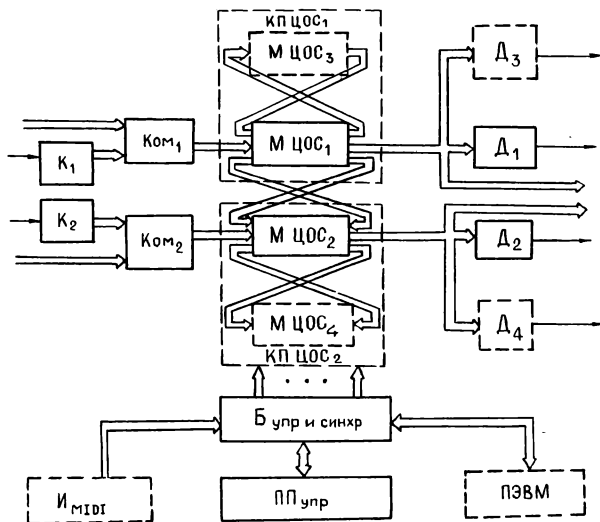 КП ЦОС₁
М ЦОС₃
Д₃
Ком₁
М ЦОС₁
Д₁
К₁
К₂
Ком₂
М ЦОС₂
Д₂
М ЦОС₄
Д₄
КП ЦОС₂
. . .
Б упр и синхр
И MIDI
ПП упр
ПЭВМ